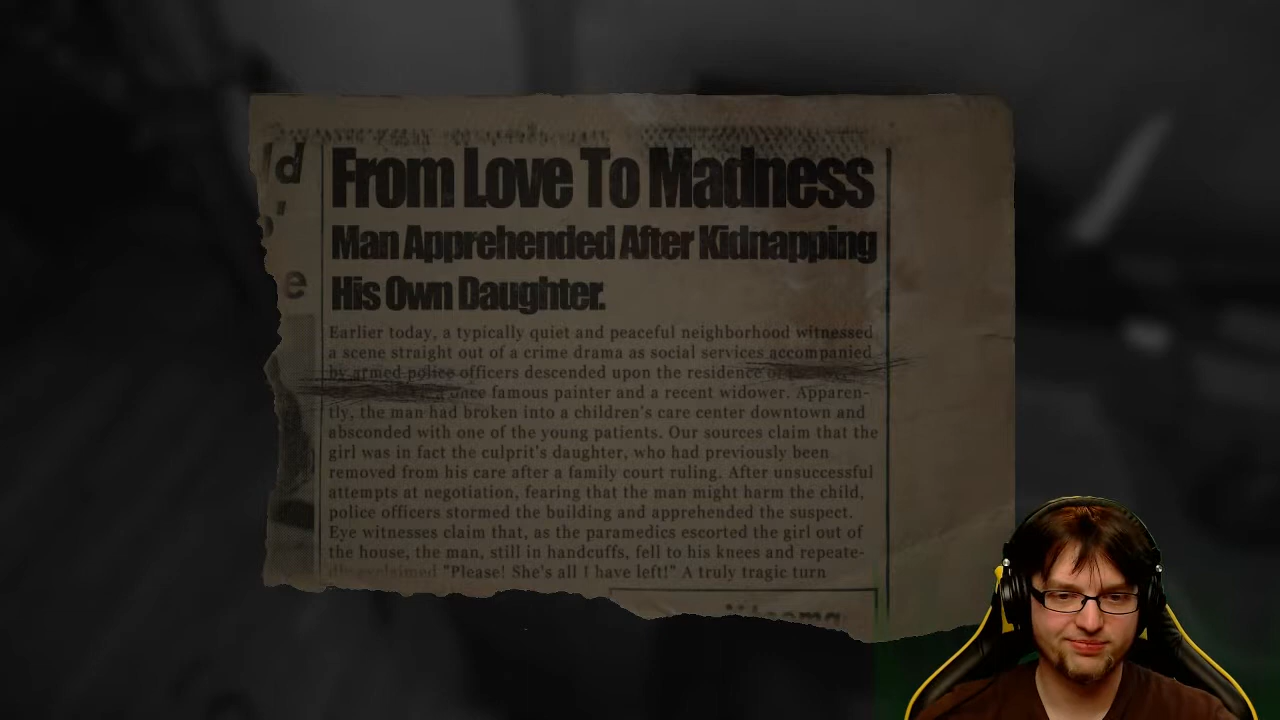 ld
From Love To Madness
Man Apprehended After Kidnapping
e
His Own Daughter.
Earlier today, a typically quiet and peaceful neighborhood witnessed
a scene straight out of a crime drama as social services accompanied
by armed police officers descended upon the residence of
once famous painter and a recent widower. Apparen-
tly, the man had broken into a children's care center downtown and
absconded with one of the young patients. Our sources claim that the
girl was in fact the culprit's daughter, who had previously been
removed from his care after a family court ruling. After unsuccessful
attempts at negotiation, fearing that the man might harm the child,
police officers stormed the building and apprehended the suspect.
Eye witnesses claim that, as the paramedics escorted the girl out of
the house, the man, still in handcuffs, fell to his knees and repeate-
dly exclaimed "Please! She's all I have left!" A truly tragic turn